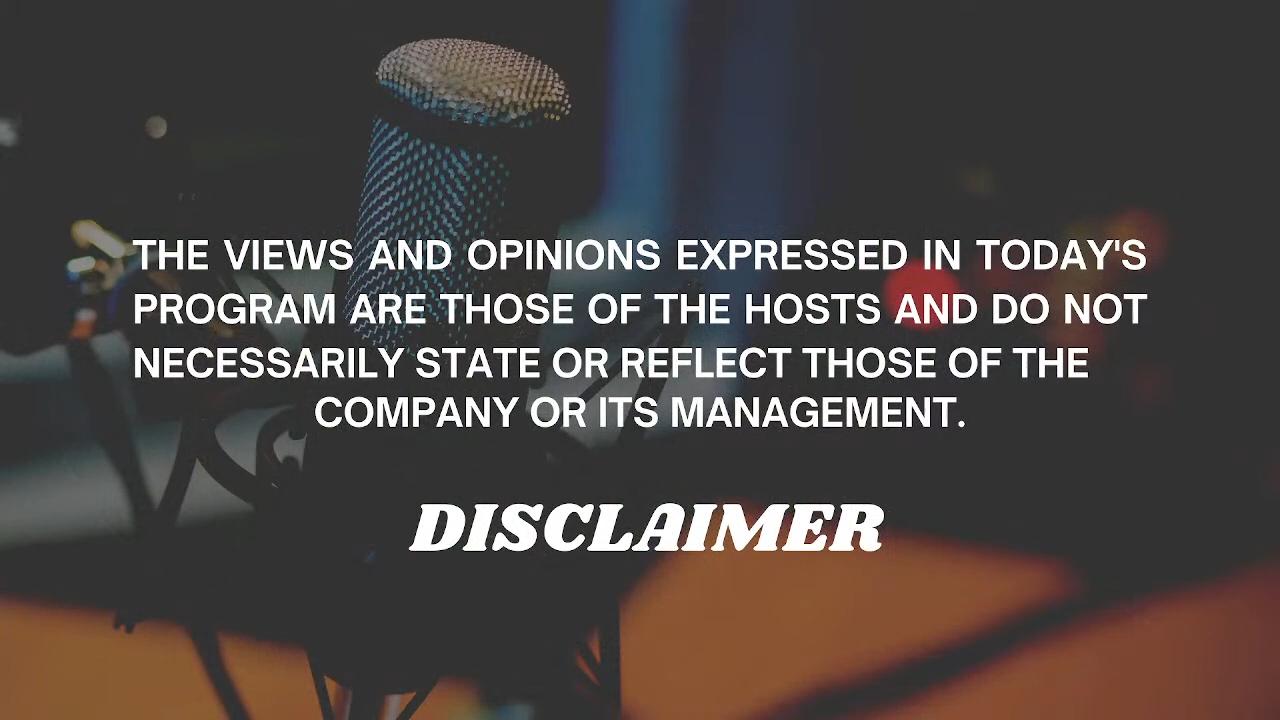 THE VIEWS AND OPINIONS EXPRESSED IN TODAY'S
PROGRAM ARE THOSE OF THE HOSTS AND DO NOT
NECESSARILY STATE OR REFLECT THOSE OF THE
COMPANY OR ITS MANAGEMENT.
DISCLAIMER